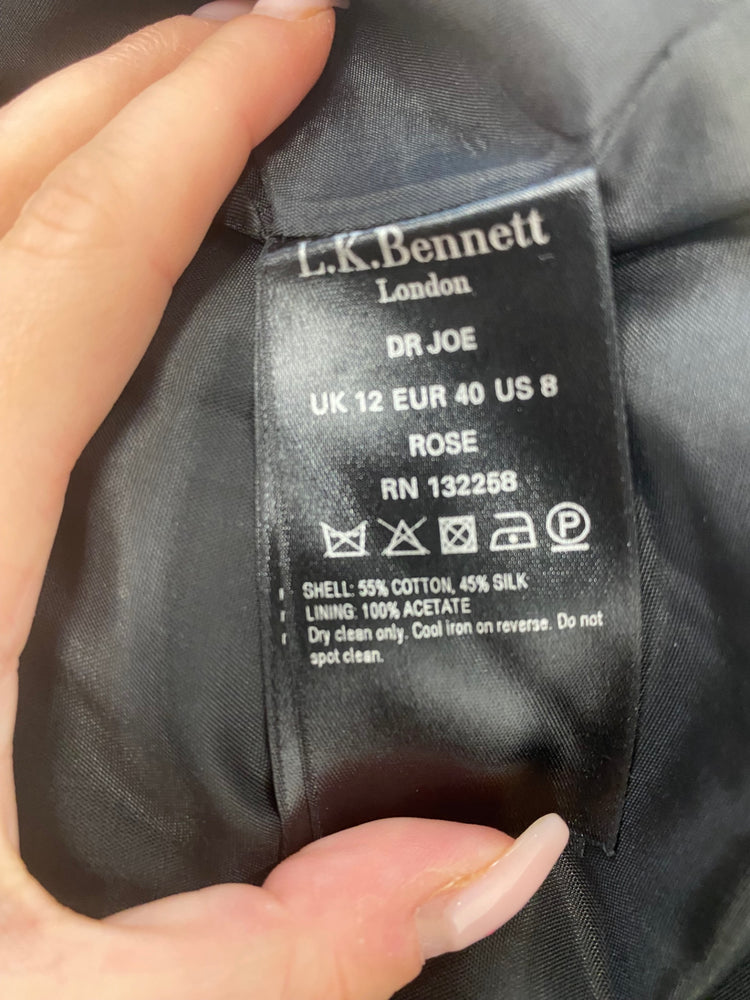 L.K.Bennett
London
DR JOE
UK 12 EUR 40 US 8
ROSE
RN 132258
P
SHELL: 55% COTTON, 45% SILK
LINING: 100% ACETATE
Dry clean only. Cool iron on reverse. Do not
spot clean.